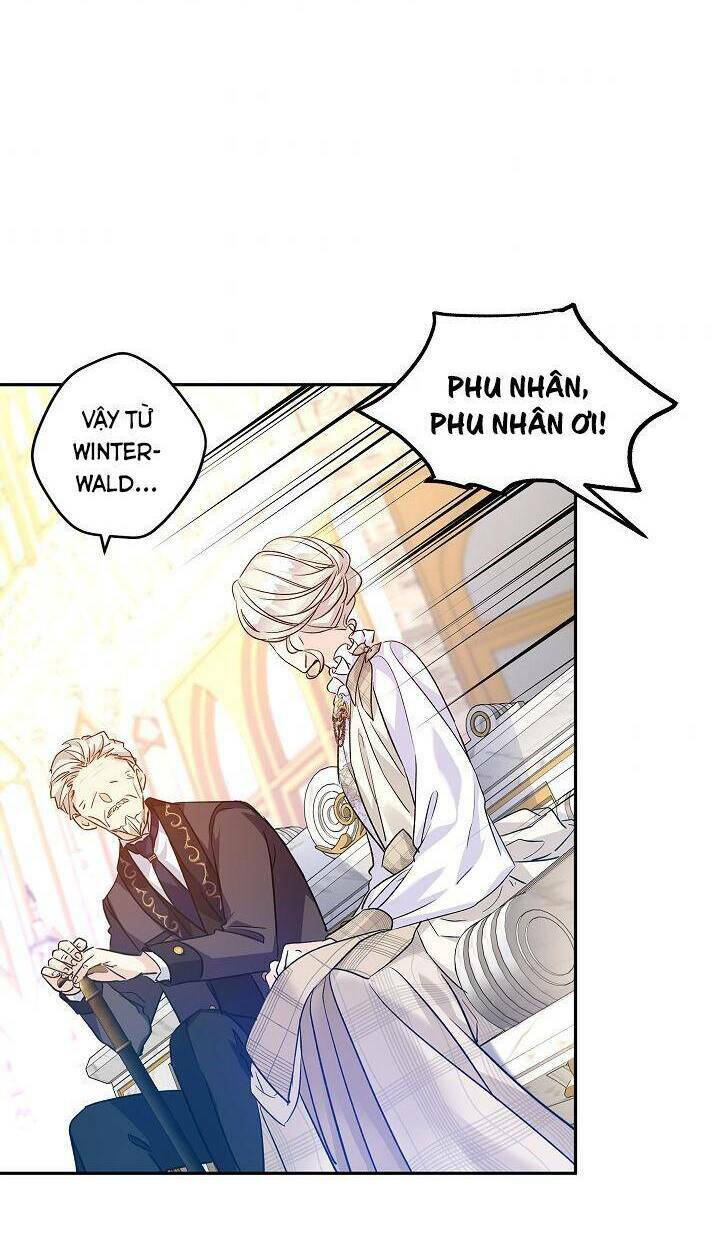 VẬY TỪ
WINTER-
WALD...
PHU NHÂN,
PHU NHÂN ƠI!